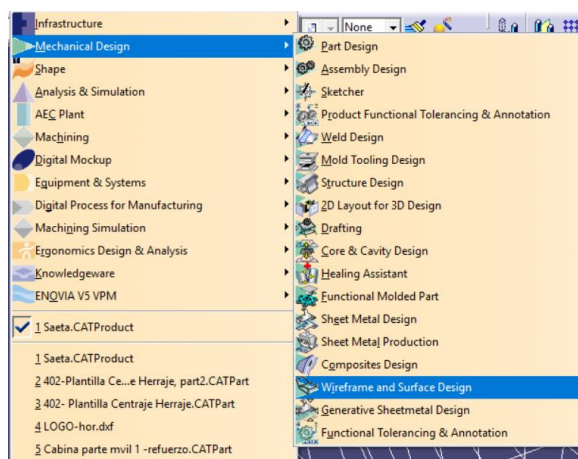 Infrastructure
Mechanical Design
Shape
Analysis & Simulation
AEC Plant
Machining
Digital Mockup
Equipment & Systems
Digital Process for Manufacturing
Machining Simulation
Ergonomics Design & Analysis
Knowledgeware
ENOVIA V5 VPM
1 Saeta.CATProduct
1 Saeta.CATProduct
2 402-Plantilla Ce...e Herraje, part2.CATPart
3 402- Plantilla Centraje Herraje.CATPart
4 LOGO-hor.dxf
5 Cabina parte mvil 1 -refuerzo.CATPart
None
Part Design
Assembly Design
Sketcher
Product Functional Tolerancing & Annotation
Weld Design
Mold Tooling Design
Structure Design
2D Layout for 3D Design
Drafting
Core & Cavity Design
Healing Assistant
Functional Molded Part
Sheet Metal Design
Sheet Metal Production
Composites Design
Wireframe and Surface Design
Generative Sheetmetal Design
Functional Tolerancing & Annotation